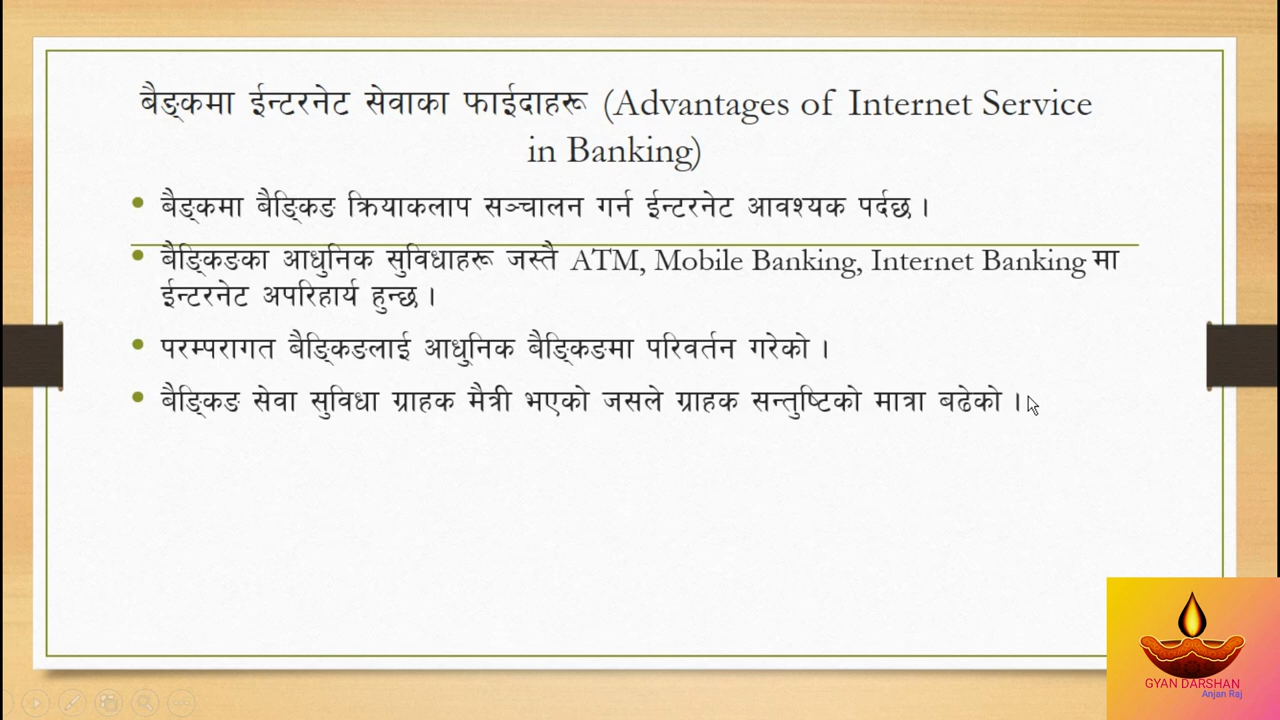 बैङ्कमा ईन्टरनेट सेवाका फाईदाहरू (Advantages of Internet Service
in Banking)
• बैङ्कमा बैङ्किङ क्रियाकलाप सञ्चालन गर्न ईन्टरनेट आवश्यक पर्दछ ।
• बैङ्किङका आधुनिक सुविधाहरू जस्तै ATM, Mobile Banking, Internet Banking मा
ईन्टरनेट अपरिहार्य हुन्छ ।
• परम्परागत बैङ्किङलाई आधुनिक बैङ्किङमा परिवर्तन गरेको ।
• बैङ्किङ सेवा सुविधा ग्राहक मैत्री भएको जसले ग्राहक सन्तुष्टिको मात्रा बढेको ।
GYAN DARSHAN
Anjan Raj